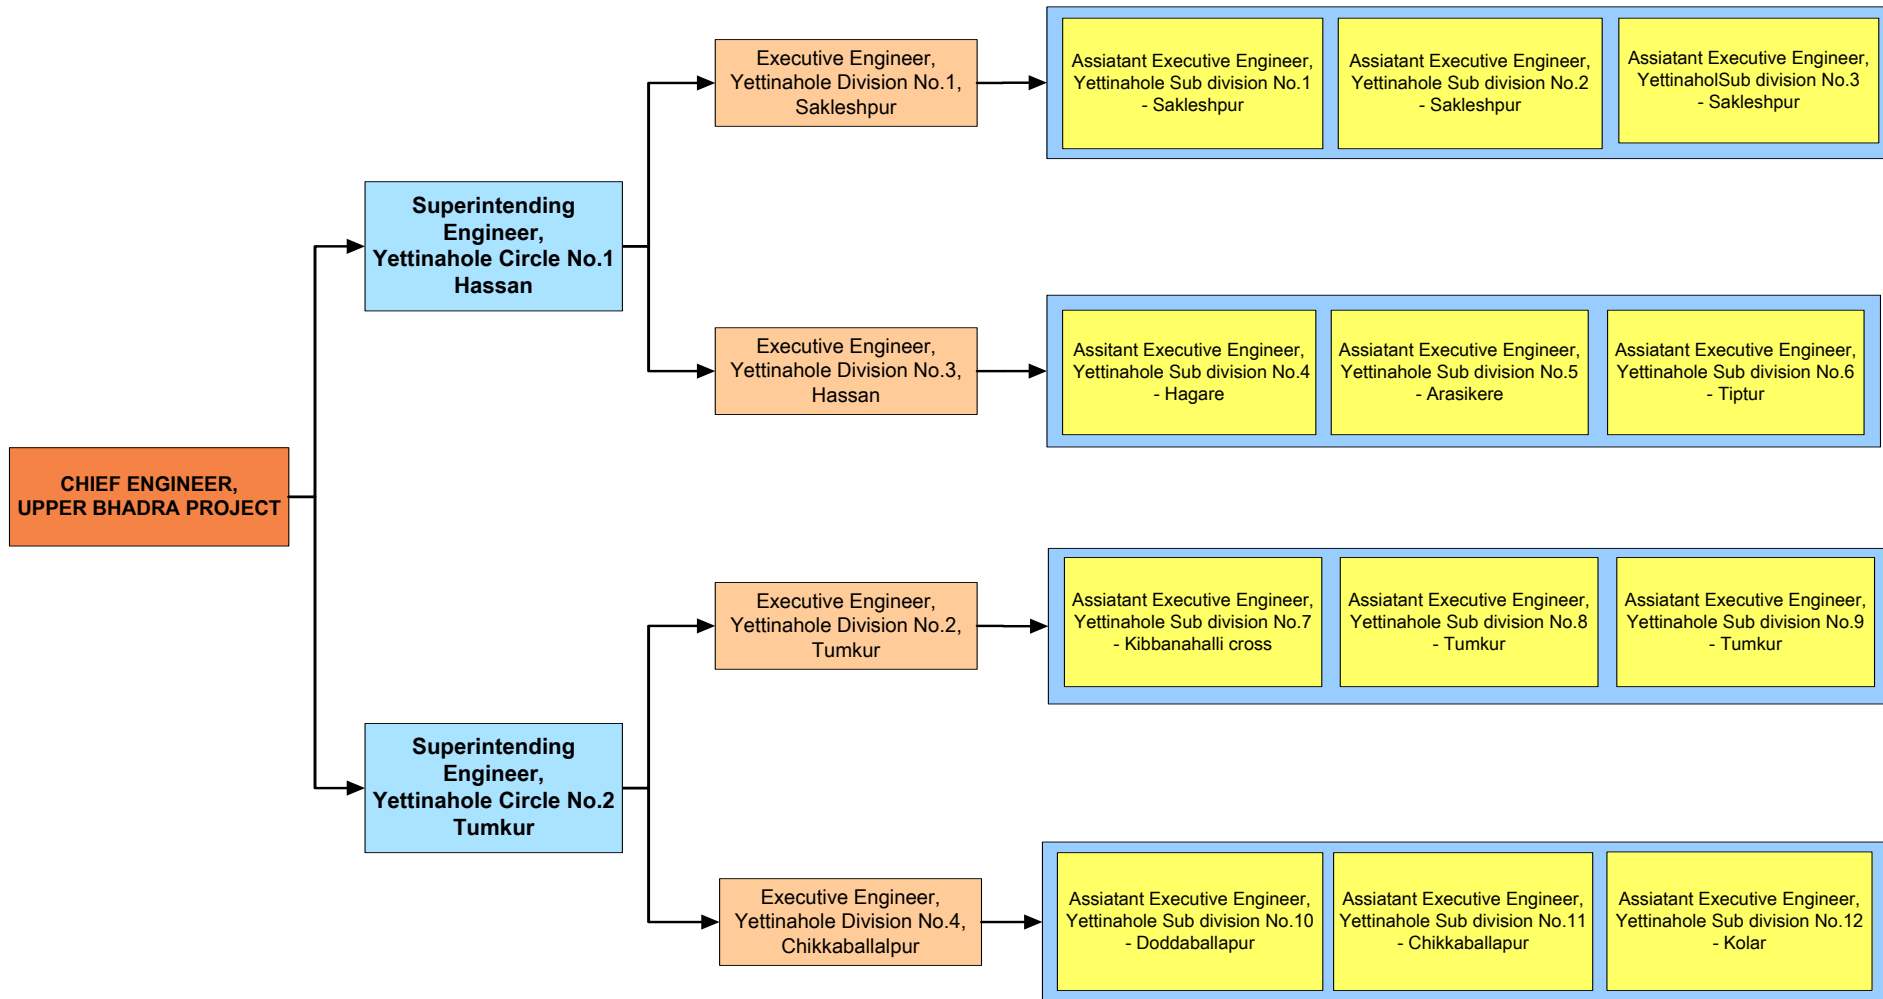 CHIEF ENGINEER,
UPPER BHADRA PROJECT
Superintending
Engineer,
Yettinahole Circle No.1
Hassan
Executive Engineer,
Yettinahole Division No.1,
Sakleshpur
Assiatant Executive Engineer,
Yettinahole Sub division No.1
- Sakleshpur
Assiatant Executive Engineer,
Yettinahole Sub division No.2
- Sakleshpur
Assiatant Executive Engineer,
YettinaholSub division No.3
- Sakleshpur
Executive Engineer,
Yettinahole Division No.3,
Hassan
Assitant Executive Engineer,
Yettinahole Sub division No.4
- Hagare
Assiatant Executive Engineer,
Yettinahole Sub division No.5
- Arasikere
Assiatant Executive Engineer,
Yettinahole Sub division No.6
- Tiptur
Superintending
Engineer,
Yettinahole Circle No.2
Tumkur
Executive Engineer,
Yettinahole Division No.2,
Tumkur
Assiatant Executive Engineer,
Yettinahole Sub division No.7
- Kibbanahalli cross
Assiatant Executive Engineer,
Yettinahole Sub division No.8
- Tumkur
Assiatant Executive Engineer,
Yettinahole Sub division No.9
- Tumkur
Executive Engineer,
Yettinahole Division No.4,
Chikkaballalpur
Assiatant Executive Engineer,
Yettinahole Sub division No.10
- Doddaballapur
Assiatant Executive Engineer,
Yettinahole Sub division No.11
- Chikkaballapur
Assiatant Executive Engineer,
Yettinahole Sub division No.12
- Kolar